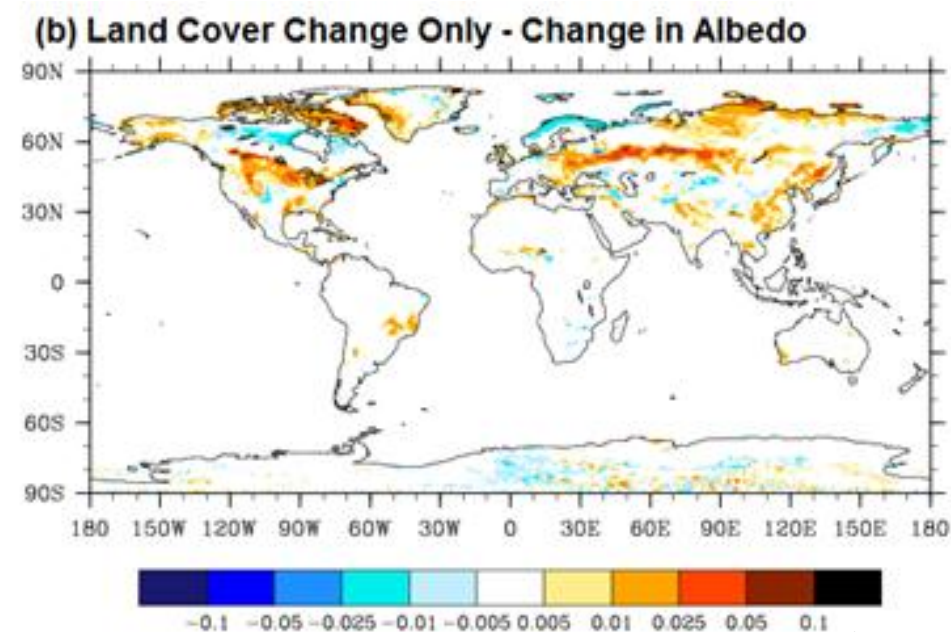 (b) Land Cover Change Only - Change in Albedo
90N
60N
30N
0
30S
60S
90S
180 150W 120W 90W 60W 30W 0 30E 60E 90E 120E 150E 180
−0.1 −0.05 −0.025 −0.01 −0.005 0.005 0.01 0.025 0.05 0.1